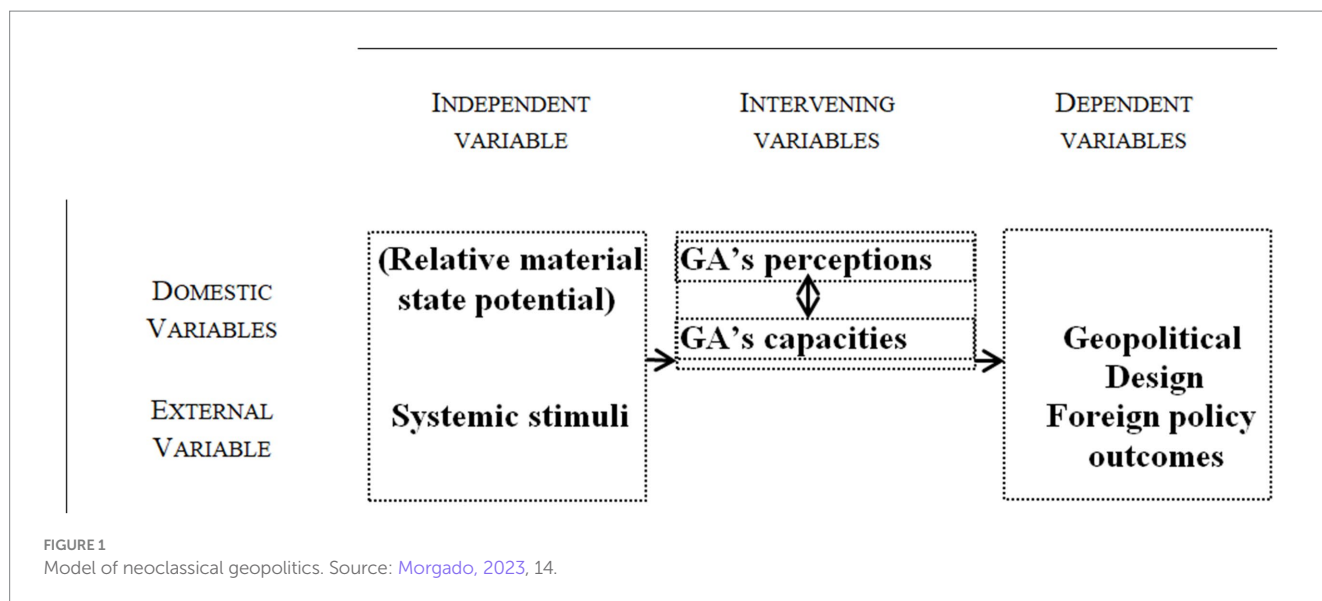 INDEPENDENT
VARIABLE
INTERVENING
VARIABLES
DEPENDENT
VARIABLES
DOMESTIC
VARIABLES
EXTERNAL
VARIABLE
(Relative material
state potential)
Systemic stimuli
GA's perceptions
GA's capacities
Geopolitical
Design
Foreign policy
outcomes
FIGURE 1
Model of neoclassical geopolitics. Source: Morgado, 2023, 14.